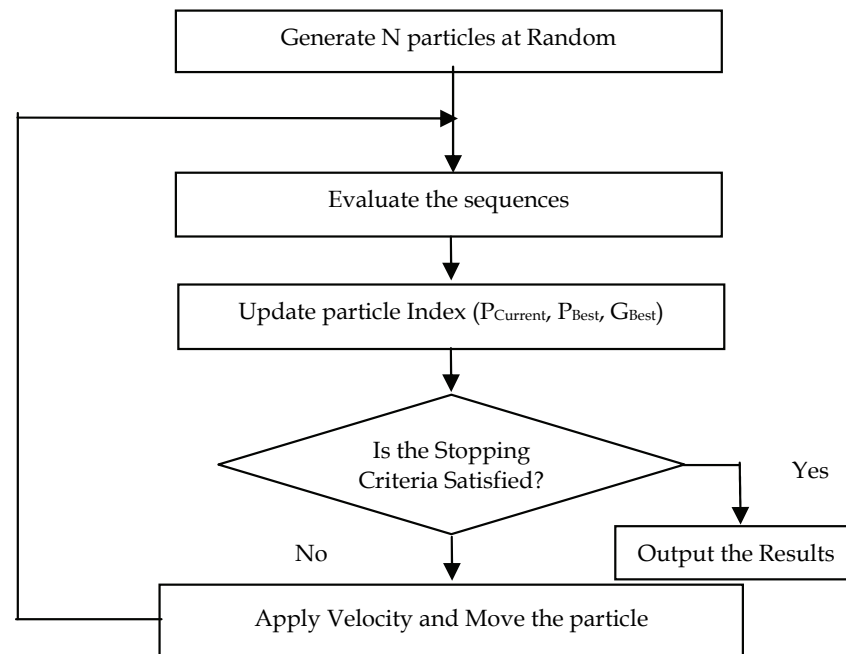 Generate N particles at Random
Evaluate the sequences
Update particle Index (PCurrent, PBest, GBest)
Is the Stopping
Criteria Satisfied?
Yes
No
Output the Results
Apply Velocity and Move the particle